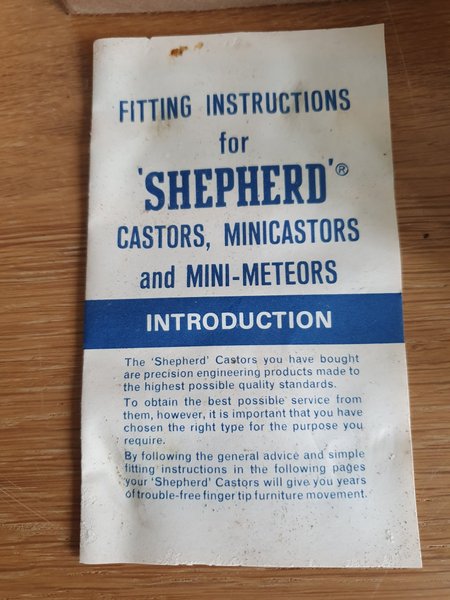 FITTING INSTRUCTIONS
for
'SHEPHERD'®
CASTORS, MINICASTORS
and MINI-METEORS
INTRODUCTION
The 'Shepherd' Castors you have bought
are precision engineering products made to
the highest possible quality standards.
To obtain the best possible service from
them, however, it is important that you have
chosen the right type for the purpose you
require.
By following the general advice and simple
fitting instructions in the following pages
your 'Shepherd' Castors will give you years
of trouble-free finger tip furniture movement.